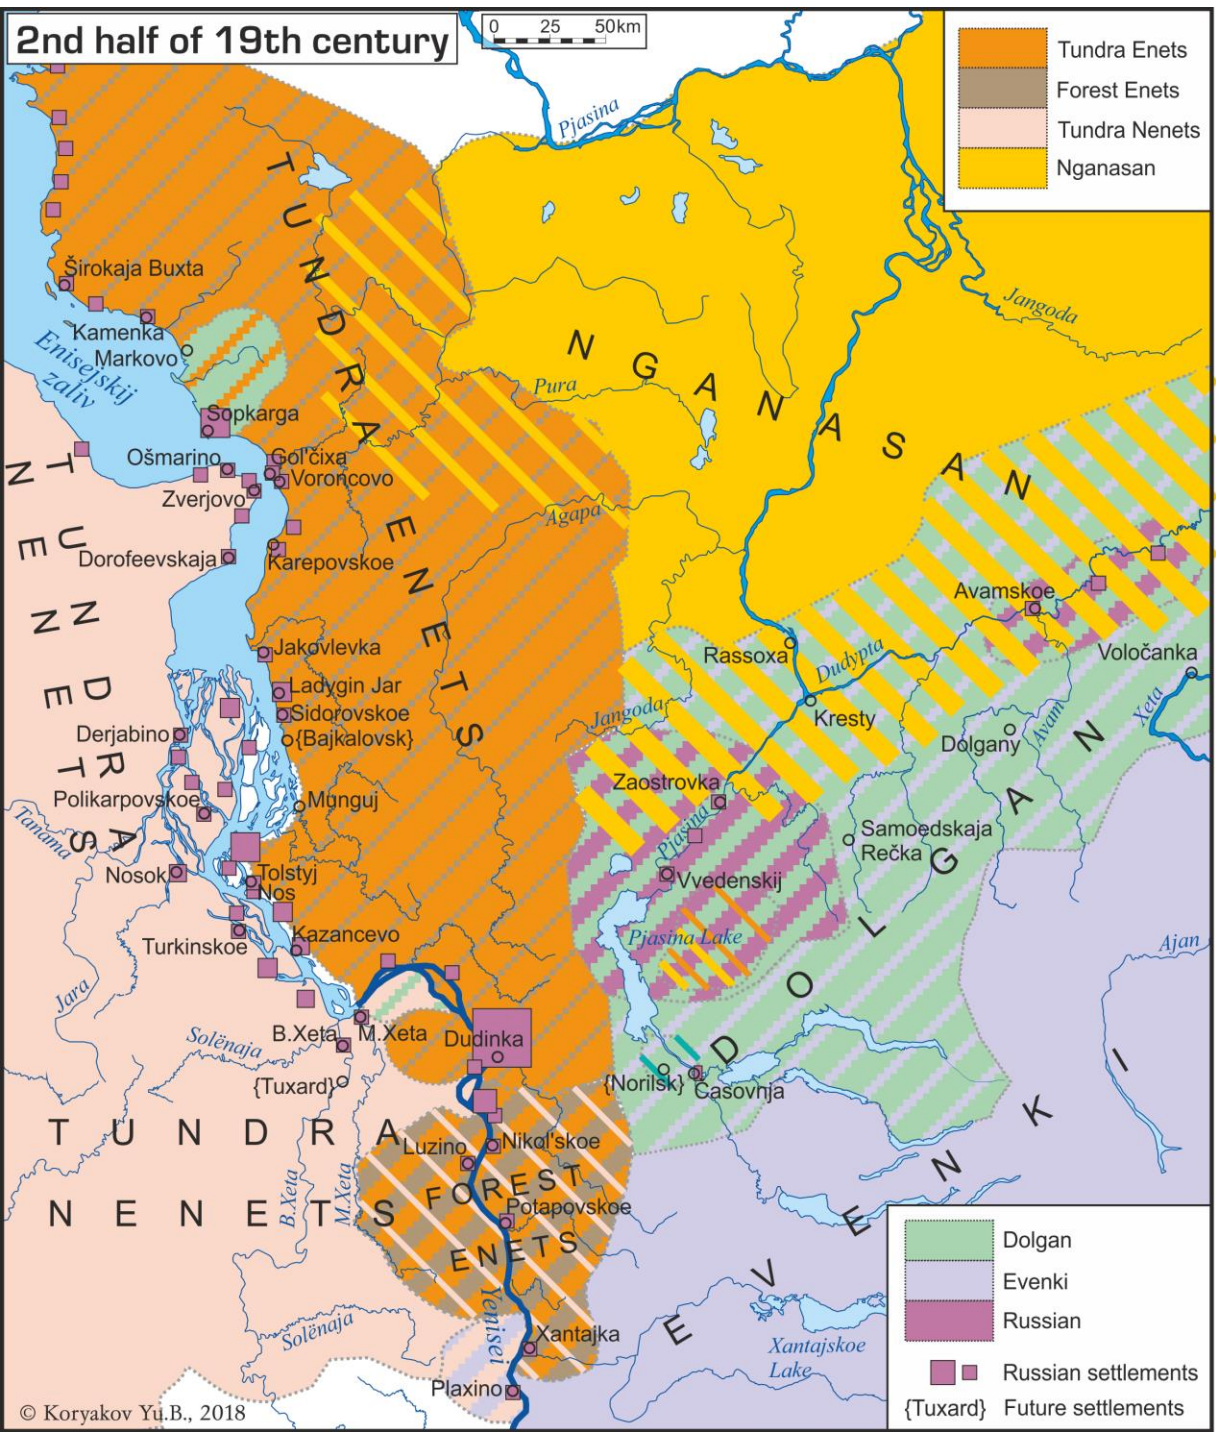 2nd half of 19th century
0 25 50km
Tundra Enets
Forest Enets
Tundra Nenets
Nganasan
Pjasina
TUNDRA ENETS
Širokaja Buxta
Kamenka
Markovo
Enisejskij
zaliv
Sopkarga
Ošmarino
Gol'čixa
Voroncovo
Zverjovo
Dorofeevskaja
Karepovskoe
TUNDRA
NENETS
NGANASAN
Jangoda
Pura
Agapa
Avamskoe
Voločanka
Rassoxa
Dudypta
Kresty
Xeta
Avam
Dolgany
Jangoda
Zaostrovka
Pjasina
Samoedskaja
Rečka
Vvedenskij
Pjasina Lake
DOLGAN
Ajan
Jakovlevka
Ladygin Jar
Sidorovskoe
{Bajkalovsk}
Derjabino
Polikarpovskoe
Munguj
Tanama
Nosok
Tolstyj
Nos
Turkinskoe
Kazancevo
Jara
Solënaja
B.Xeta
M.Xeta
Dudinka
{Norilsk}
Časovnja
{Tuxard}
TUNDRA
NENETS
B.Xeta
M.Xeta
Luzino
Nikol'skoe
FOREST
Potapovskoe
ENETS
Yenisei
Solënaja
Xantajka
Plaxino
EVENKI
Xantajskoe
Lake
Dolgan
Evenki
Russian
Russian settlements
{Tuxard} Future settlements
© Koryakov Yu.B., 2018